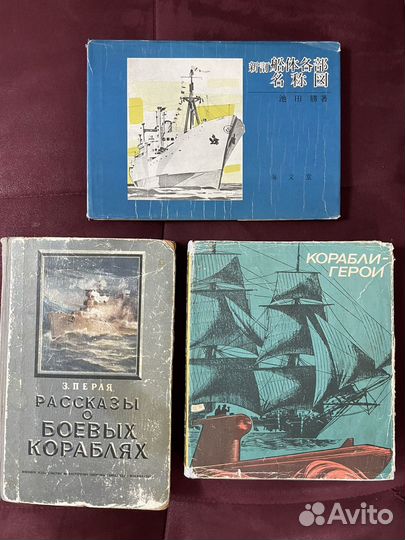 新訂 船体各部
名称図
池田勝著
海文堂
З. ПЕРЛЯ
РАССКАЗЫ
О
БОЕВЫХ
КОРАБЛЯХ
КОРАБЛИ-
ГЕРОИ
Avito